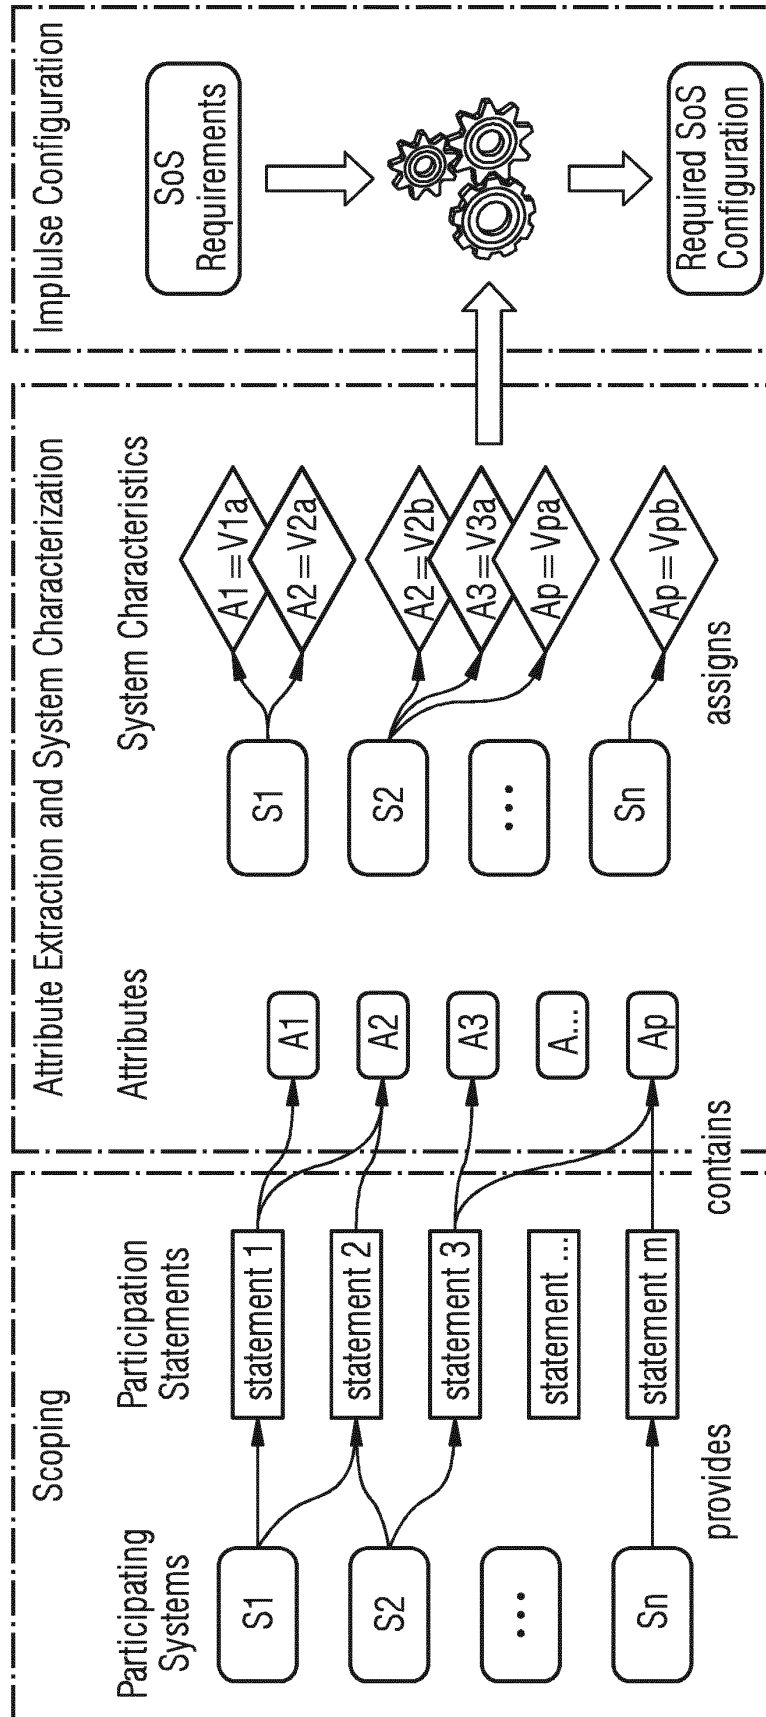 Scoping
Participating
Systems
S1
S2
...
Sn
provides
Participation
Statements
statement 1
statement 2
statement 3
statement ...
statement m
contains
Attribute Extraction and System Characterization
Attributes
A1
A2
A3
A...
Ap
S1
S2
...
Sn
assigns
System Characteristics
A1=V1a
A2=V2a
A2=V2b
A3=V3a
Ap=Vpa
Ap=Vpb
Implulse Configuration
SoS
Requirements
Required SoS
Configuration